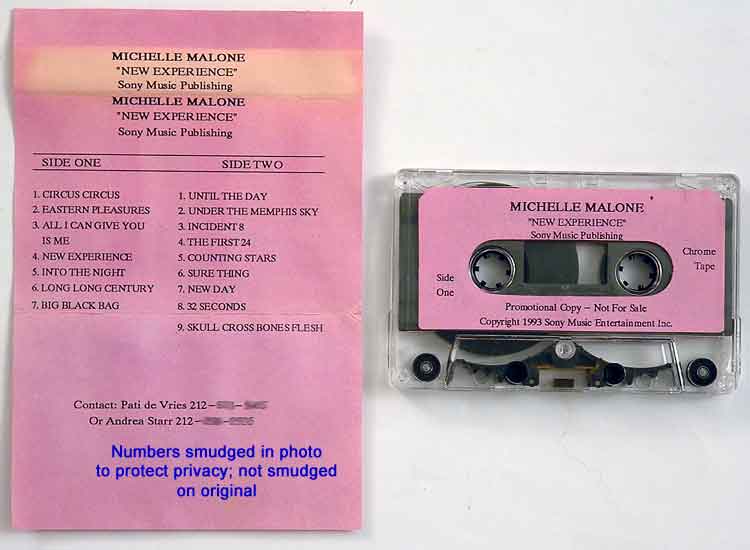 MICHELLE MALONE
"NEW EXPERIENCE"
Sony Music Publishing
MICHELLE MALONE
"NEW EXPERIENCE"
Sony Music Publishing
SIDE ONE
1. CIRCUS CIRCUS
2. EASTERN PLEASURES
3. ALL I CAN GIVE YOU
IS ME
4. NEW EXPERIENCE
5. INTO THE NIGHT
6. LONG LONG CENTURY
7. BIG BLACK BAG
SIDE TWO
1. UNTIL THE DAY
2. UNDER THE MEMPHIS SKY
3. INCIDENT 8
4. THE FIRST 24
5. COUNTING STARS
6. SURE THING
7. NEW DAY
8. 32 SECONDS
9. SKULL CROSS BONES FLESH
Contact: Pati de Vries 212-
Or Andrea Starr 212-
Numbers smudged in photo
to protect privacy; not smudged
on original
MICHELLE MALONE
"NEW EXPERIENCE"
Sony Music Publishing
Side
One
Chrome
Tape
Promotional Copy - Not For Sale
Copyright 1993 Sony Music Entertainment Inc.